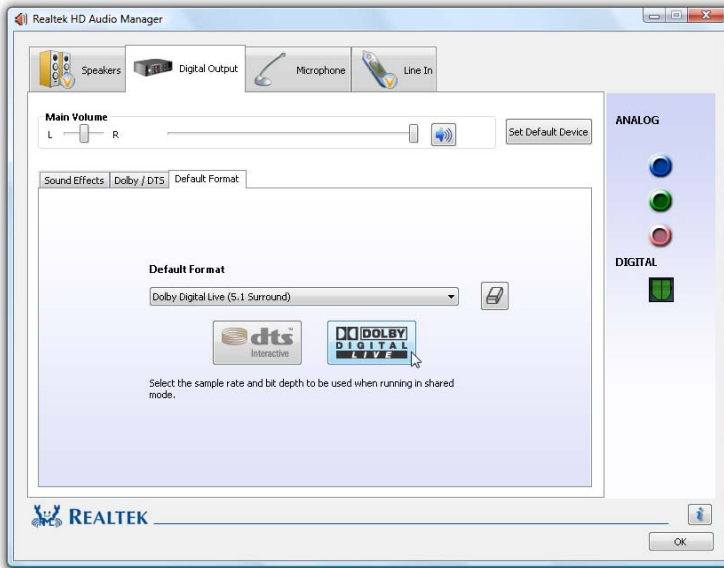 Realtek HD Audio Manager
Speakers
Digital Output
Microphone
Line In
Main Volume
L
R
Set Default Device
Sound Effects
Dolby / DTS
Default Format
Default Format
Dolby Digital Live (5.1 Surround)
dts
Interactive
DOLBY
DIGITAL
LIVE
Select the sample rate and bit depth to be used when running in shared
mode.
ANALOG
DIGITAL
REALTEK
i
OK